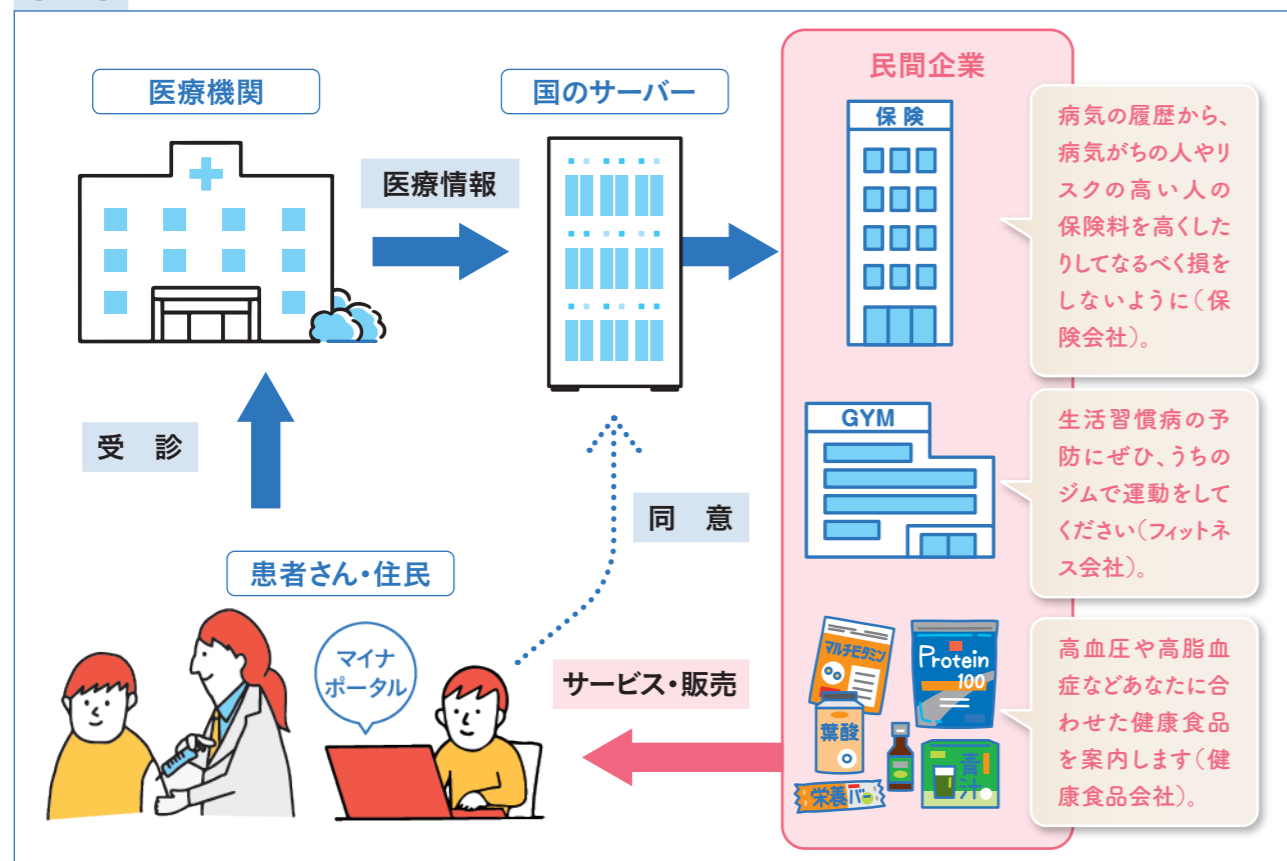 医療機関
国のサーバー
民間企業
医療情報
保険
病気の履歴から、
病気がちの人やリ
スクの高い人の
保険料を高くした
りしてなるべく損を
しないように(保
険会社)。
受 診
同 意
GYM
生活習慣病の予
防にぜひ、うちの
ジムで運動をして
ください(フィットネ
ス会社)。
患者さん・住民
マイナ
ポータル
サービス・販売
マルチビタミン
Protein
100
葉酸
青汁
栄養バー
高血圧や高脂血
症などあなたに合
わせた健康食品
を案内します(健
康食品会社)。